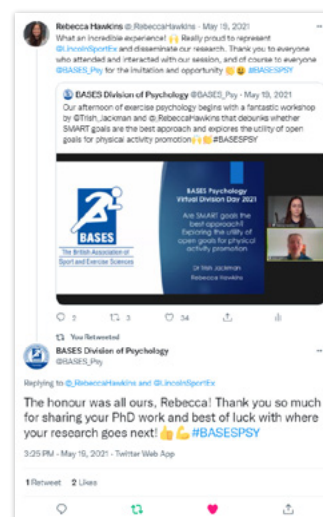 Rebecca Hawkins @_RebeccaHawkins · May 19, 2021
What an incredible experience! 🙌 Really proud to represent
@LincolnSportEx and disseminate our research. Thank you to everyone
who attended and interacted with our session, and of course to everyone
@BASES_Psy for the invitation and opportunity 👏😀 #BASESPSY
BASES Division of Psychology @BASES_Psy · May 19, 2021
Our afternoon of exercise psychology begins with a fantastic workshop
by @Trish_Jackman and @_RebeccaHawkins that debunks whether
SMART goals are the best approach and explores the utility of open
goals for physical activity promotion🙌👏#BASESPSY
BASES
The British Association of
Sport and Exercise Sciences
BASES Psychology
Virtual Division Day 2021
Are SMART goals the
best approach?
Exploring the utility of
open goals for physical
activity promotion
Dr Trish Jackman
Rebecca Hawkins
2 3 34
You Retweeted
BASES Division of Psychology
@BASES_Psy
Replying to @_RebeccaHawkins and @LincolnSportEx
The honour was all ours, Rebecca! Thank you so much
for sharing your PhD work and best of luck with where
your research goes next! 👍💪 #BASESPSY
3:25 PM · May 19, 2021 · Twitter Web App
1 Retweet 2 Likes